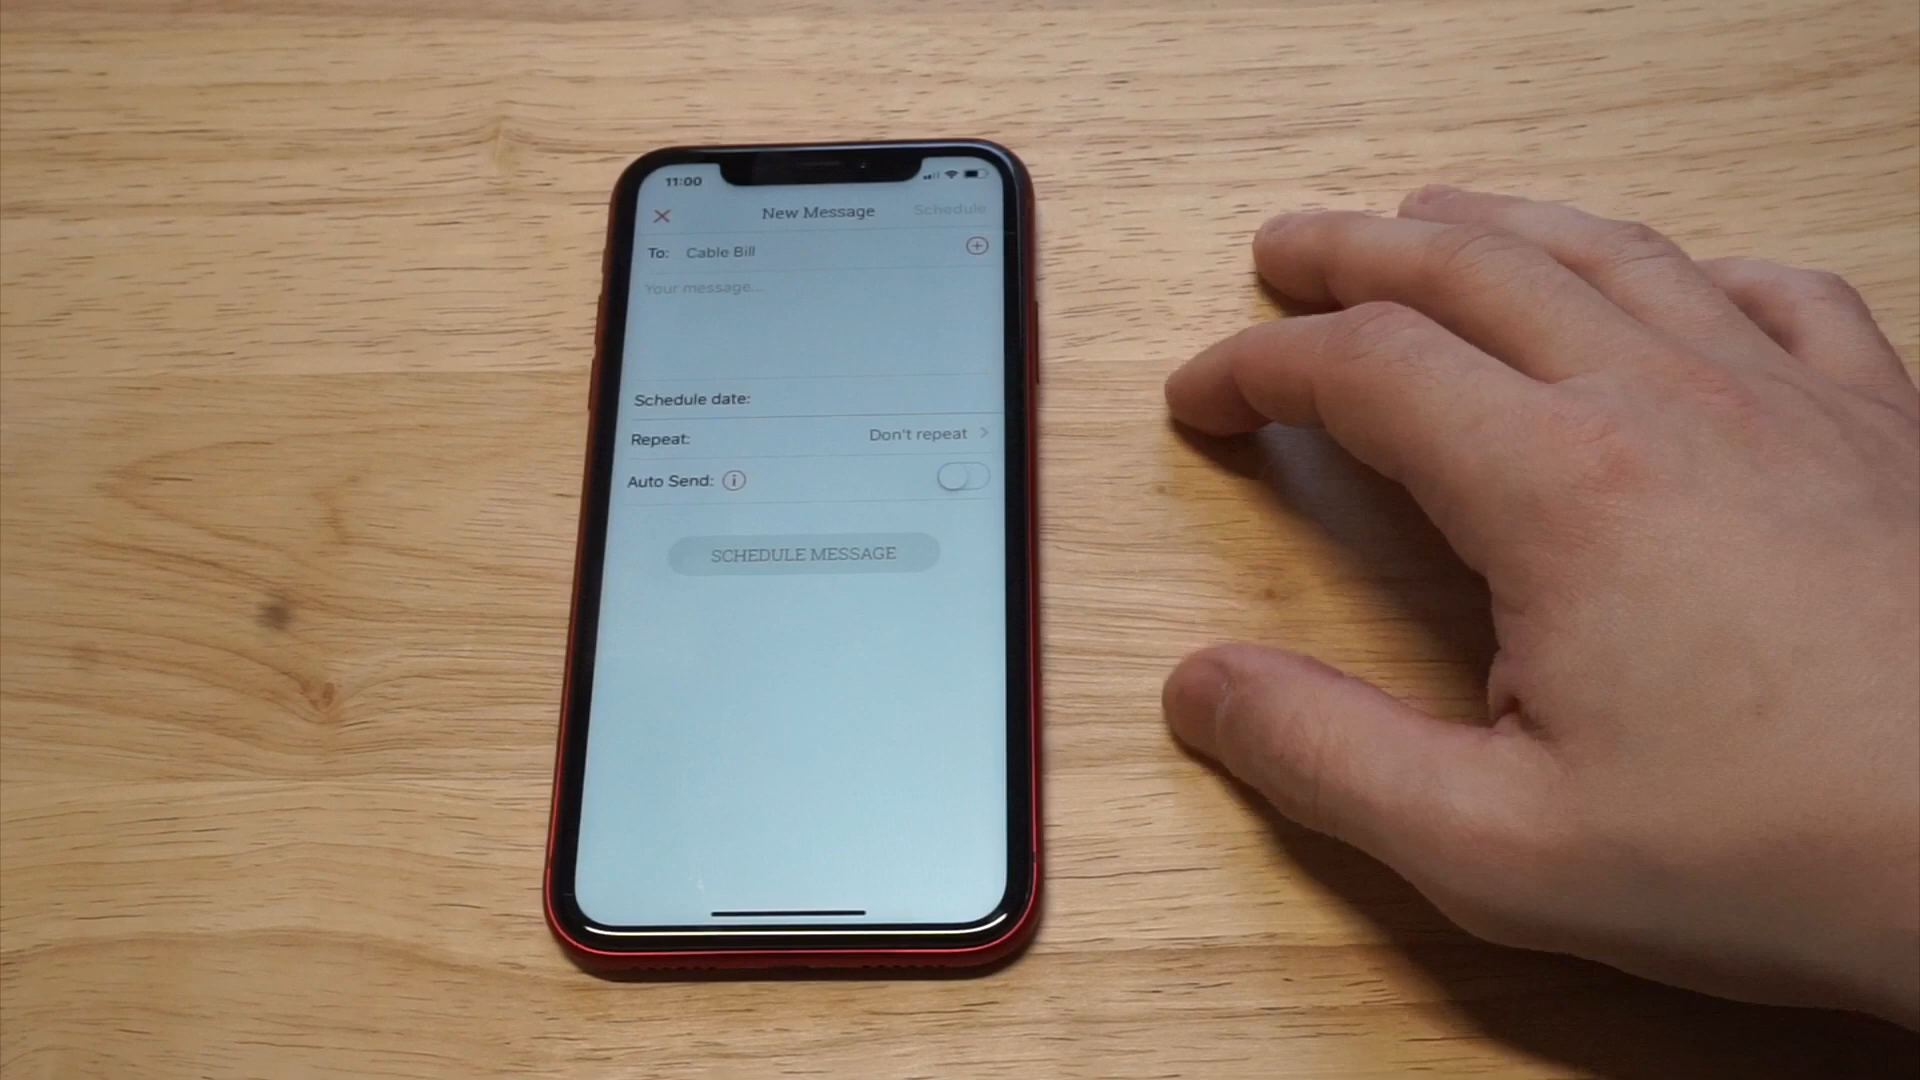 11:00
New Message Schedule
To: Cable Bill
Your message...
Schedule date:
Repeat: Don't repeat
Auto Send: i
SCHEDULE MESSAGE